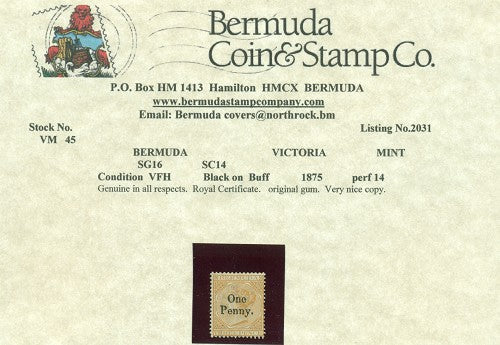 Bermuda
Coin&Stamp Co.
P.O. Box HM 1413 Hamilton HMCX BERMUDA
www.bermudastampcompany.com
Email: Bermuda covers@northrock.bm
Stock No. Listing No.2031
VM 45
BERMUDA VICTORIA MINT
SG16 SC14
Condition VFH Black on Buff 1875 perf 14
Genuine in all respects. Royal Certificate. original gum. Very nice copy.
One
Penny.